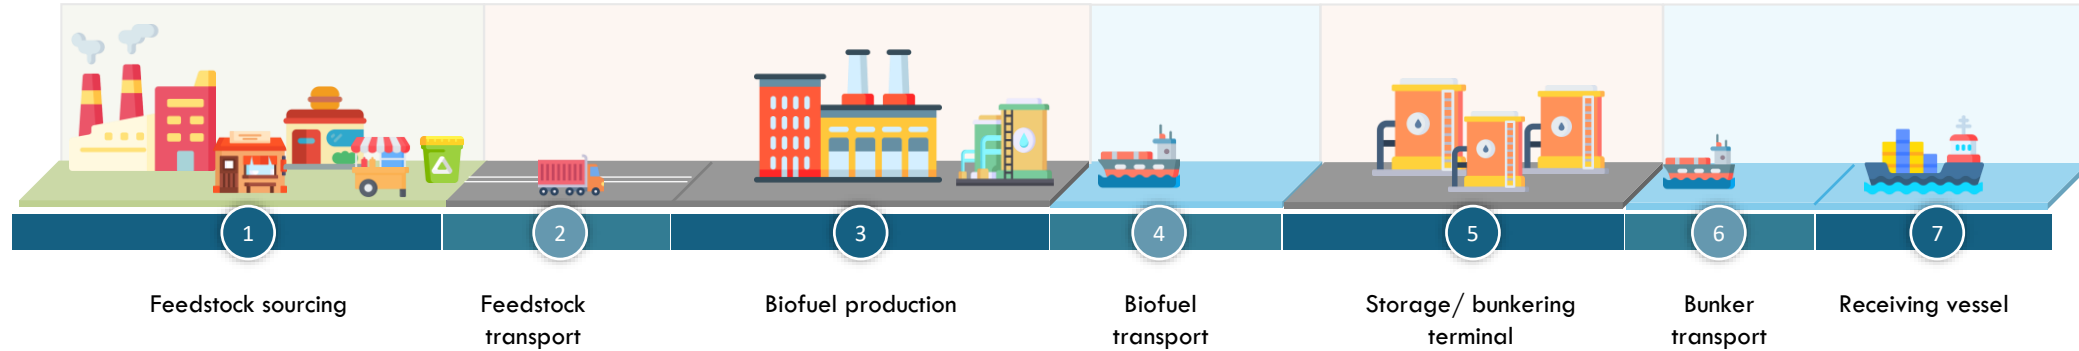 1
2
3
4
5
6
7
Feedstock sourcing
Feedstock
transport
Biofuel production
Biofuel
transport
Storage/ bunkering
terminal
Bunker
transport
Receiving vessel